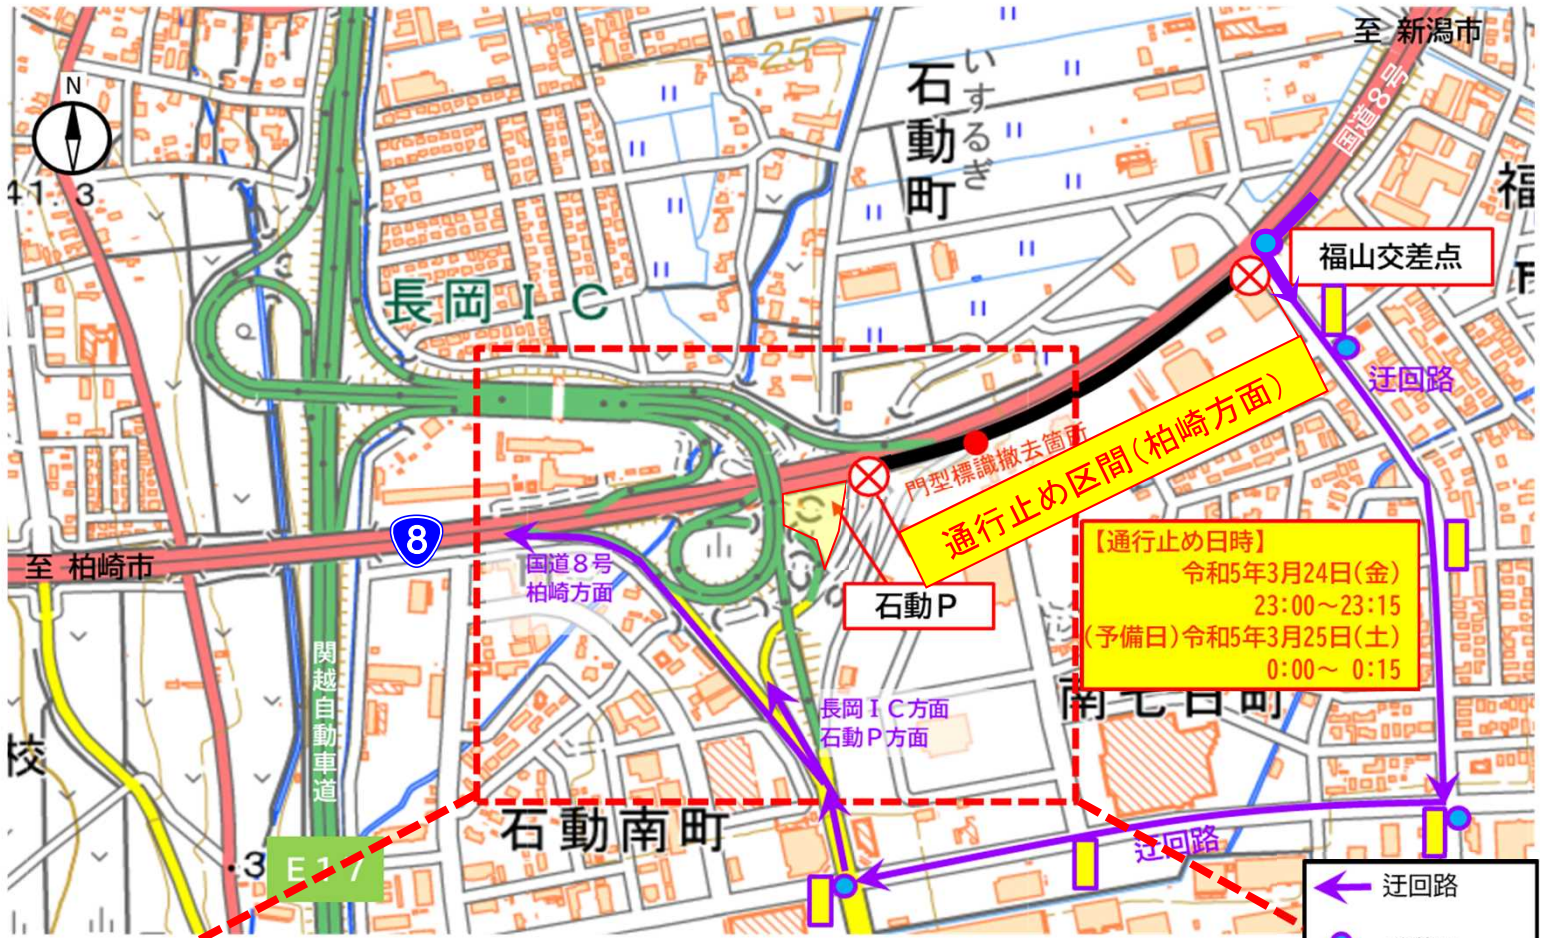 至 新潟市
国道8号
N
25
石動町
いするぎ
41.3
福
福山交差点
長岡IC
迂回路
門型標識撤去箇所
通行止め区間(柏崎方面)
8
至 柏崎市
国道8号
柏崎方面
石動P
【通行止め日時】
令和5年3月24日(金)
23:00～23:15
(予備日)令和5年3月25日(土)
0:00～ 0:15
関越自動車道
長岡IC方面
石動P方面
南七日町
校
石動南町
・3
E17
迂回路
迂回路